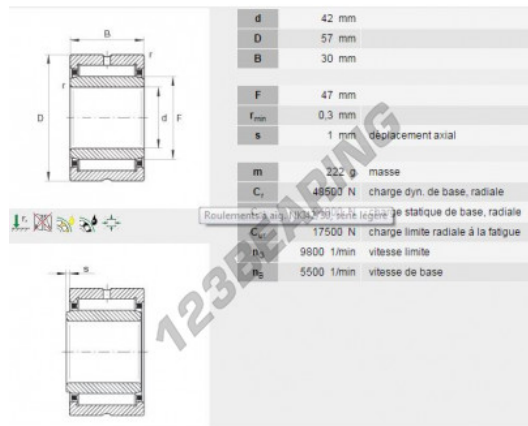 B
r
r
D
d
F
d 42 mm
D 57 mm
B 30 mm
F 47 mm
r min 0,3 mm
s 1 mm déplacement axial
m 222 g masse
Cr 48500 N charge dyn. de base, radiale
Roulements à aig. NKI42/30, série légère
statique de base, radiale
17500 N charge limite radiale á la fatigue
9800 1/min vitesse limite
nB 5500 1/min vitesse de base
s
123BEARING